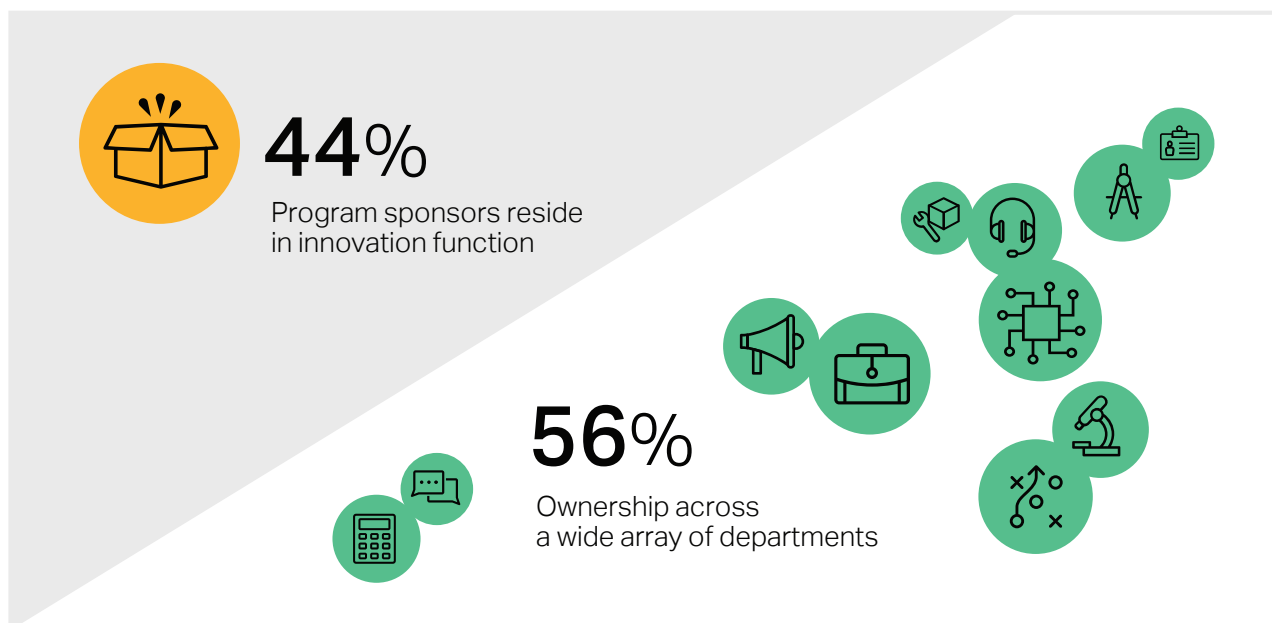 44%
Program sponsors reside
in innovation function
56%
Ownership across
a wide array of departments